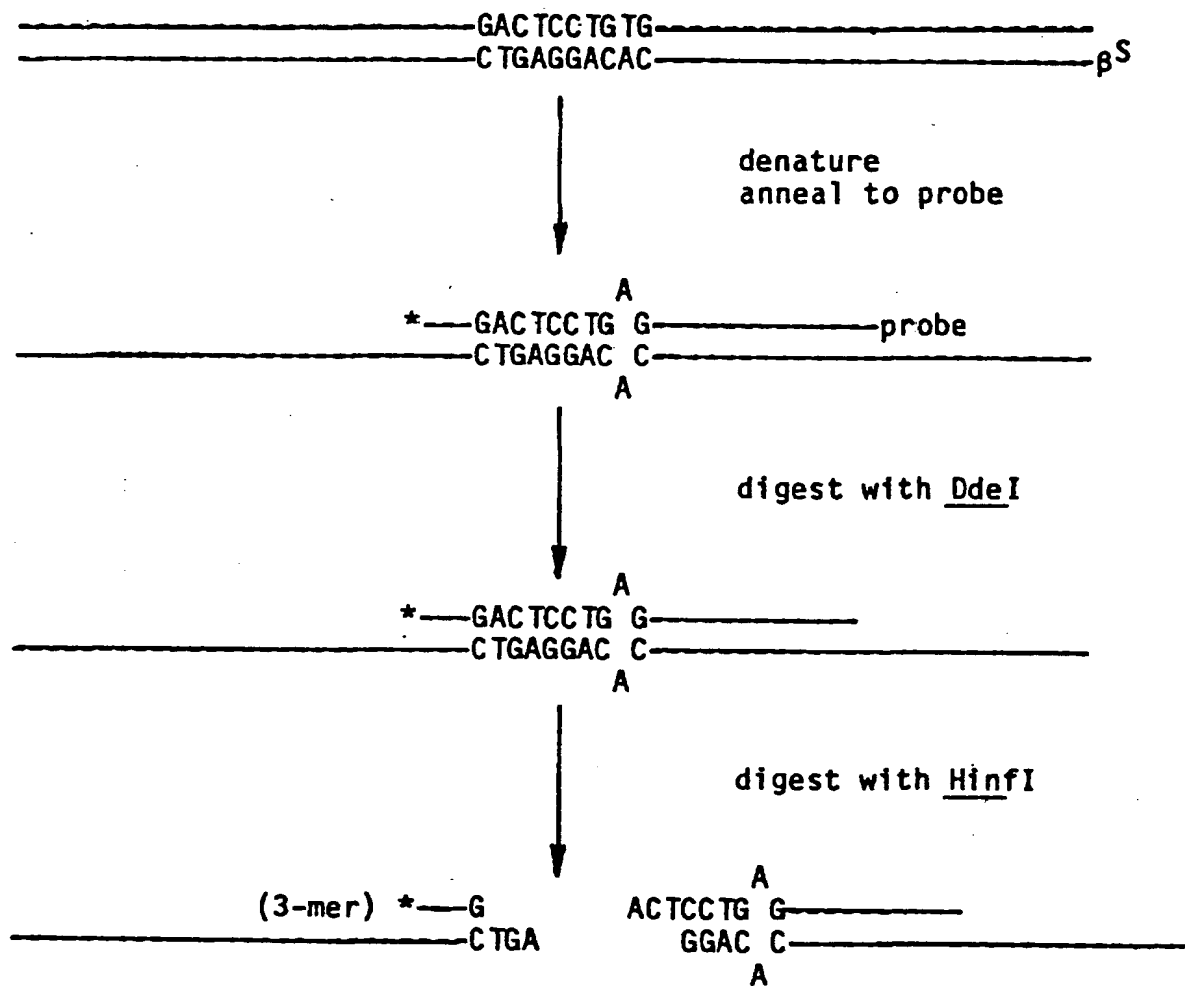 GACTCCTGTG
CTGAGGACAC βS
denature
anneal to probe
A
* GACTCCTG G probe
CTGAGGAC C
A
digest with DdeI
A
* GACTCCTG G
CTGAGGAC C
A
digest with HinfI
A
(3-mer) * G ACTCCTG G
CTGA GGAC C
A